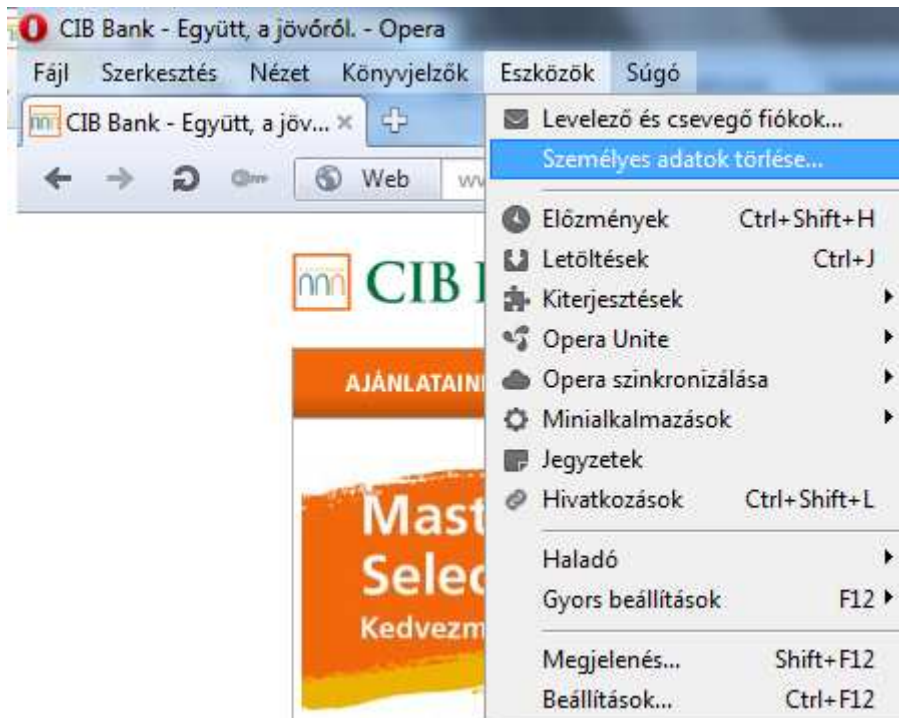 CIB Bank - Együtt, a jövőről. - Opera
Fájl Szerkesztés Nézet Könyvjelzők Eszközök Súgó
CIB Bank - Együtt, a jöv...
Web
Levelező és csevegő fiókok...
Személyes adatok törlése...
Előzmények Ctrl+Shift+H
Letöltések Ctrl+J
Kiterjesztések
Opera Unite
Opera szinkronizálása
Minialkalmazások
Jegyzetek
Hivatkozások Ctrl+Shift+L
Haladó
Gyors beállítások F12
Megjelenés... Shift+F12
Beállítások... Ctrl+F12
CIB
AJÁNLATAIN
Mast
Selec
Kedvezm